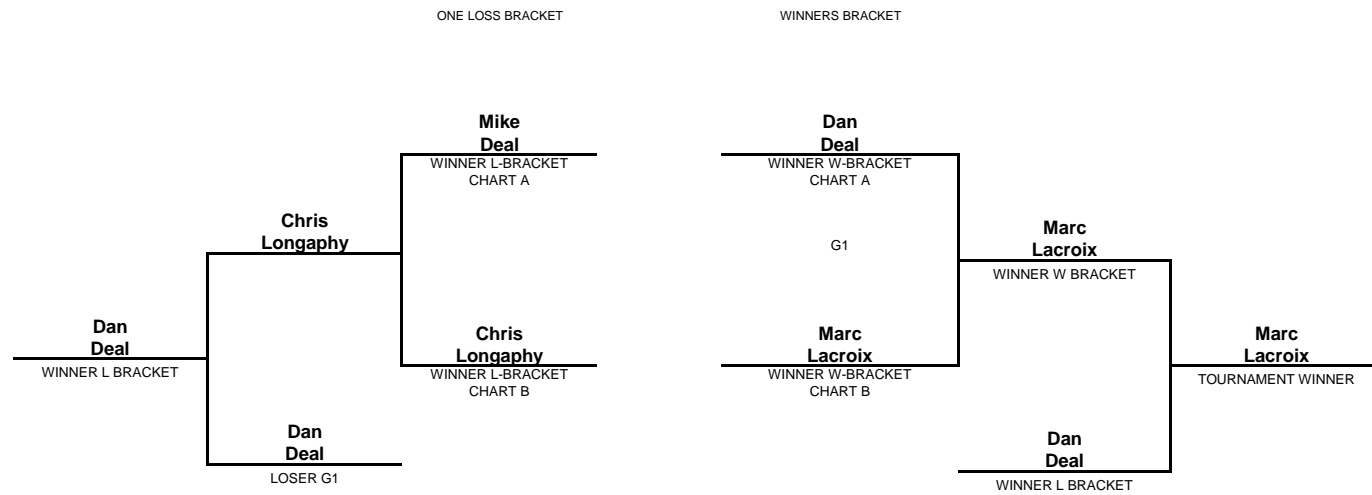 ONE LOSS BRACKET
WINNERS BRACKET
Mike
Deal
WINNER L-BRACKET
CHART A
Dan
Deal
WINNER W-BRACKET
CHART A
Chris
Longaphy
G1
Marc
Lacroix
WINNER W BRACKET
Dan
Deal
WINNER L BRACKET
Chris
Longaphy
WINNER L-BRACKET
CHART B
Marc
Lacroix
WINNER W-BRACKET
CHART B
Marc
Lacroix
TOURNAMENT WINNER
Dan
Deal
LOSER G1
Dan
Deal
WINNER L BRACKET